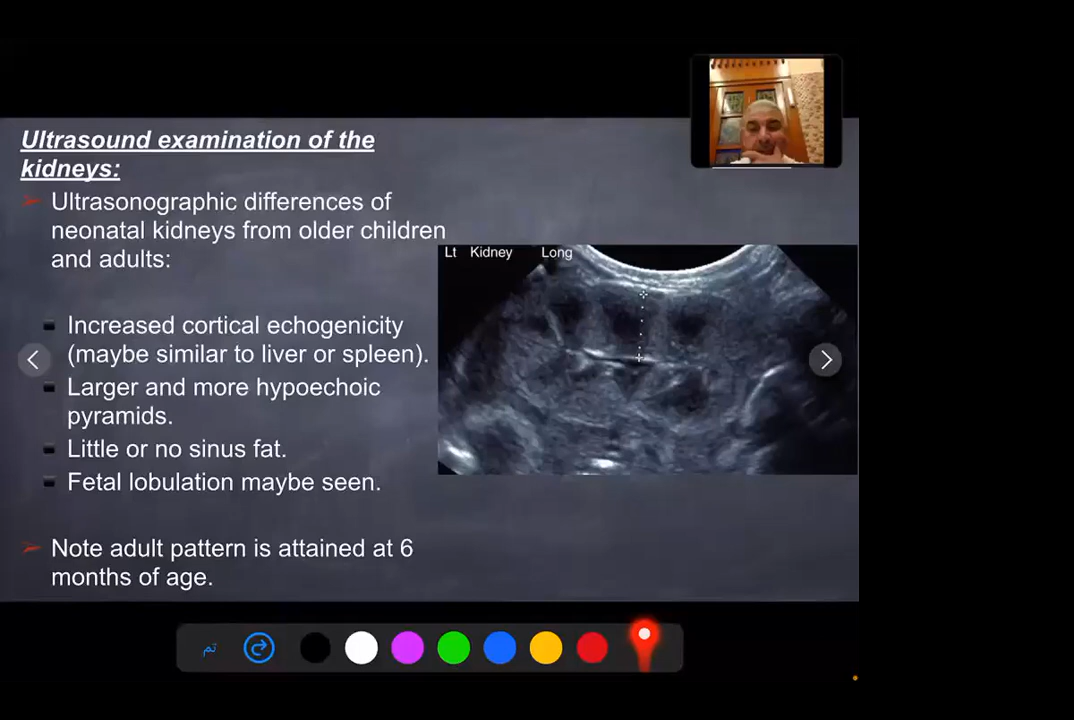 Ultrasound examination of the
kidneys:
Ultrasonographic differences of
neonatal kidneys from older children
and adults:
Increased cortical echogenicity
(maybe similar to liver or spleen).
Larger and more hypoechoic
pyramids.
Little or no sinus fat.
Fetal lobulation maybe seen.
Note adult pattern is attained at 6
months of age.
Lt Kidney Long
تم